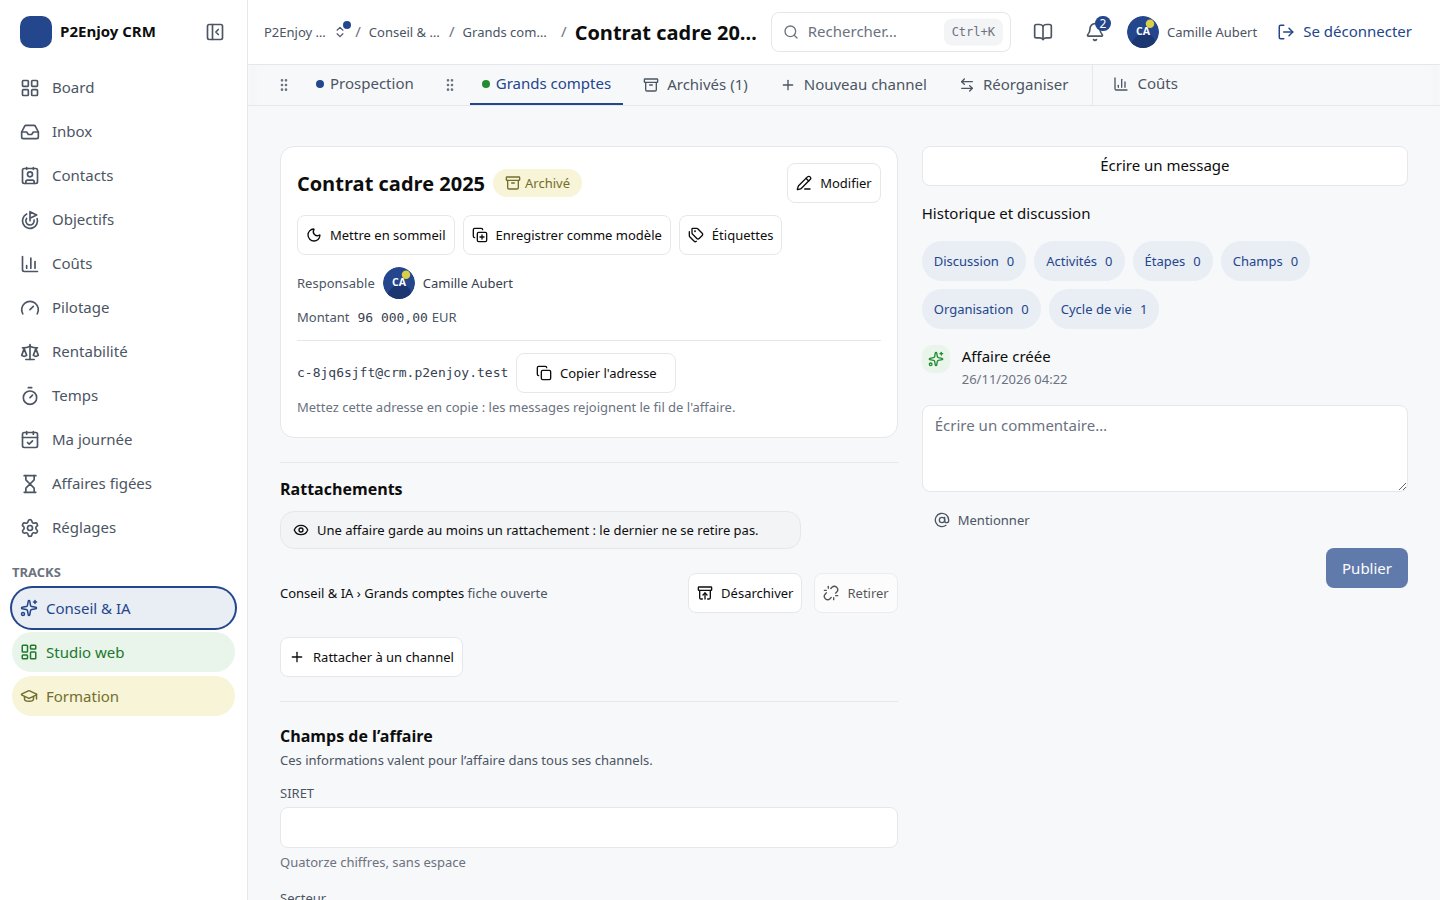 P2Enjoy CRM
Board
Inbox
Contacts
Objectifs
Coûts
Pilotage
Rentabilité
Temps
Ma journée
Affaires figées
Réglages
TRACKS
Conseil & IA
Studio web
Formation
P2Enjoy ... / Conseil & ... / Grands com... / Contrat cadre 20...
Rechercher... Ctrl+K
2
CA Camille Aubert
Se déconnecter
Prospection
Grands comptes
Archivés (1)
Nouveau channel
Réorganiser
Coûts
Contrat cadre 2025 Archivé
Modifier
Mettre en sommeil
Enregistrer comme modèle
Étiquettes
Responsable CA Camille Aubert
Montant 96 000,00 EUR
c-8jq6sjft@crm.p2enjoy.test Copier l'adresse
Mettez cette adresse en copie : les messages rejoignent le fil de l'affaire.
Rattachements
Une affaire garde au moins un rattachement : le dernier ne se retire pas.
Conseil & IA › Grands comptes fiche ouverte
Désarchiver
Retirer
Rattacher à un channel
Champs de l’affaire
Ces informations valent pour l’affaire dans tous ses channels.
SIRET
Quatorze chiffres, sans espace
Secteur
Écrire un message
Historique et discussion
Discussion 0
Activités 0
Étapes 0
Champs 0
Organisation 0
Cycle de vie 1
Affaire créée
26/11/2026 04:22
Écrire un commentaire...
Mentionner
Publier